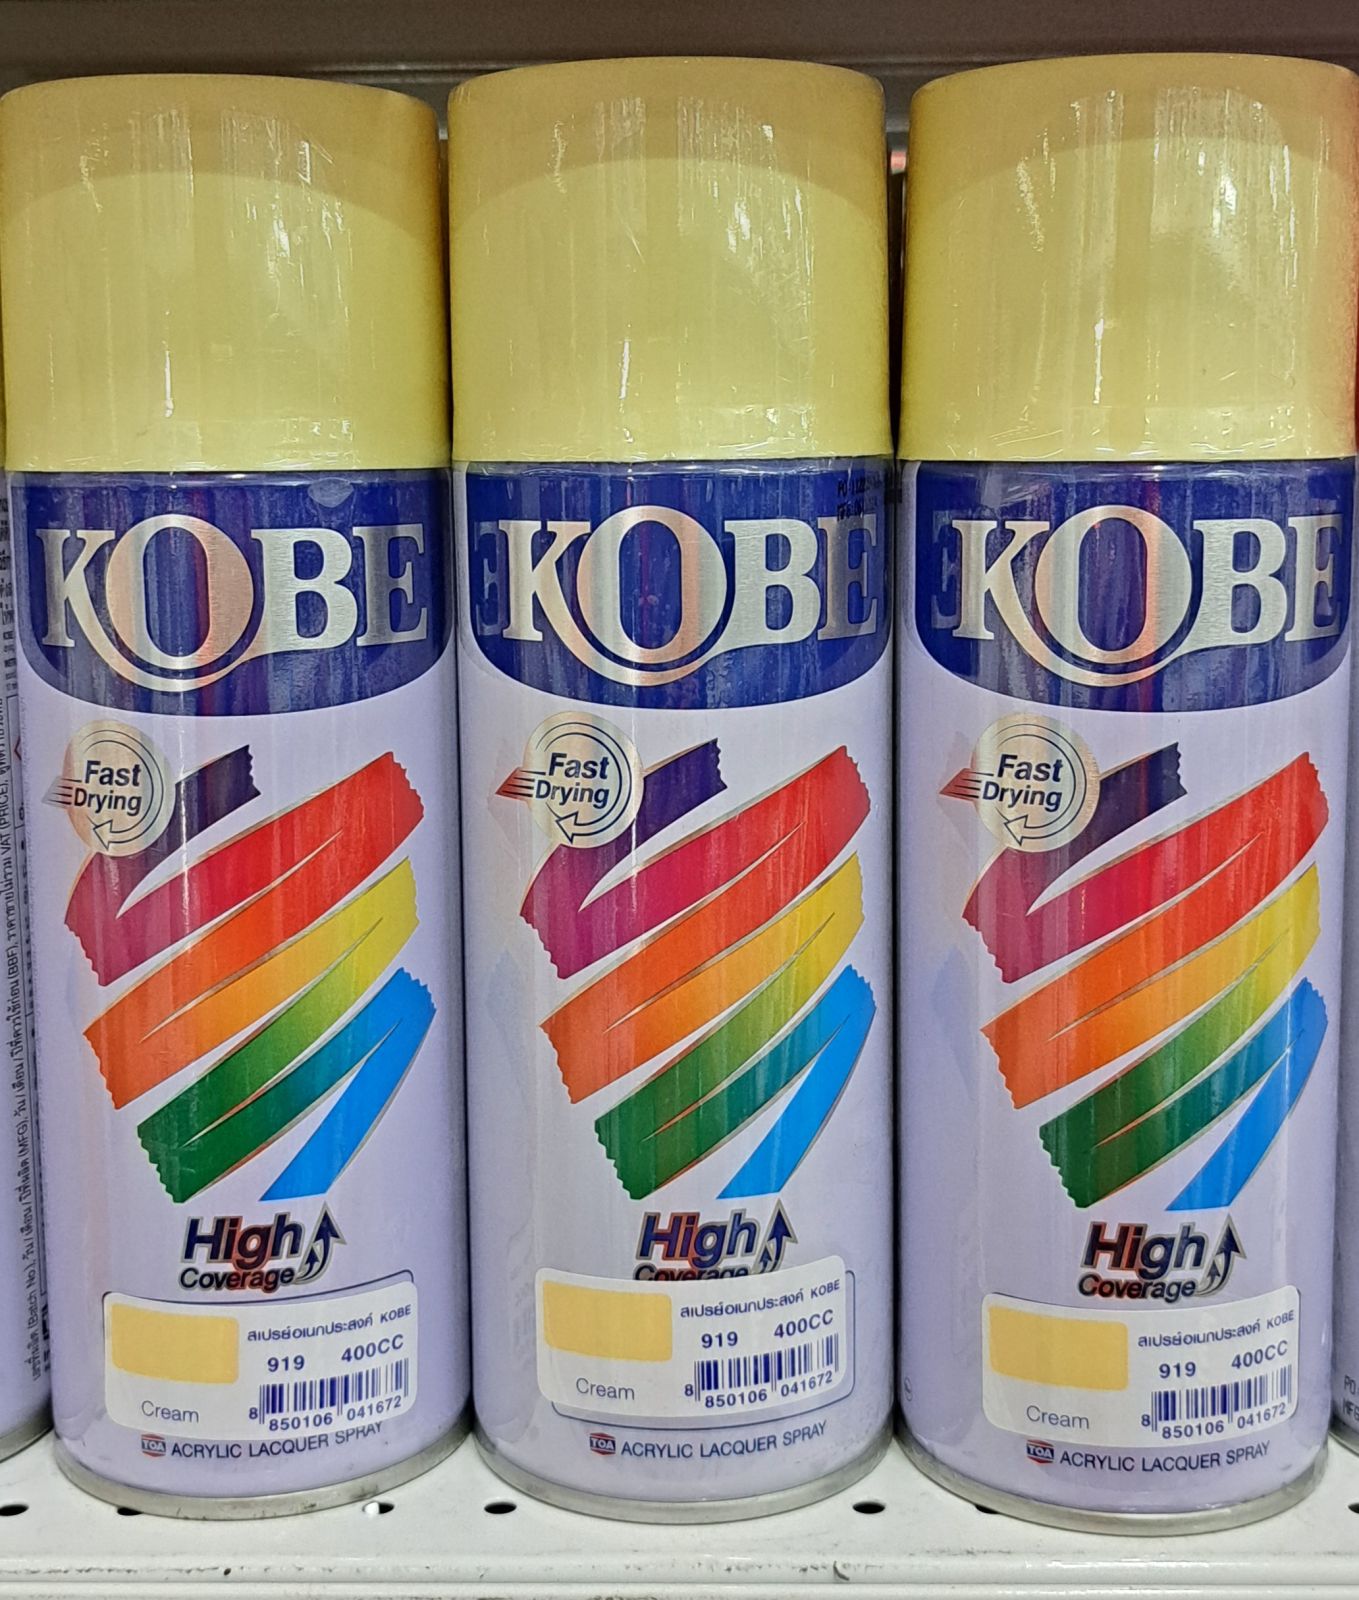 KOBE
Fast
Drying
High
Coverage
สเปรย์อเนกประสงค์ KOBE
919 400CC
Cream
8 850106 041672
TOA ACRYLIC LACQUER SPRAY
KOBE
Fast
Drying
High
Coverage
สเปรย์อเนกประสงค์ KOBE
919 400CC
Cream
8 850106 041672
TOA ACRYLIC LACQUER SPRAY
KOBE
Fast
Drying
High
Coverage
สเปรย์อเนกประสงค์ KOBE
919 400CC
Cream
8 850106 041672
TOA ACRYLIC LACQUER SPRAY